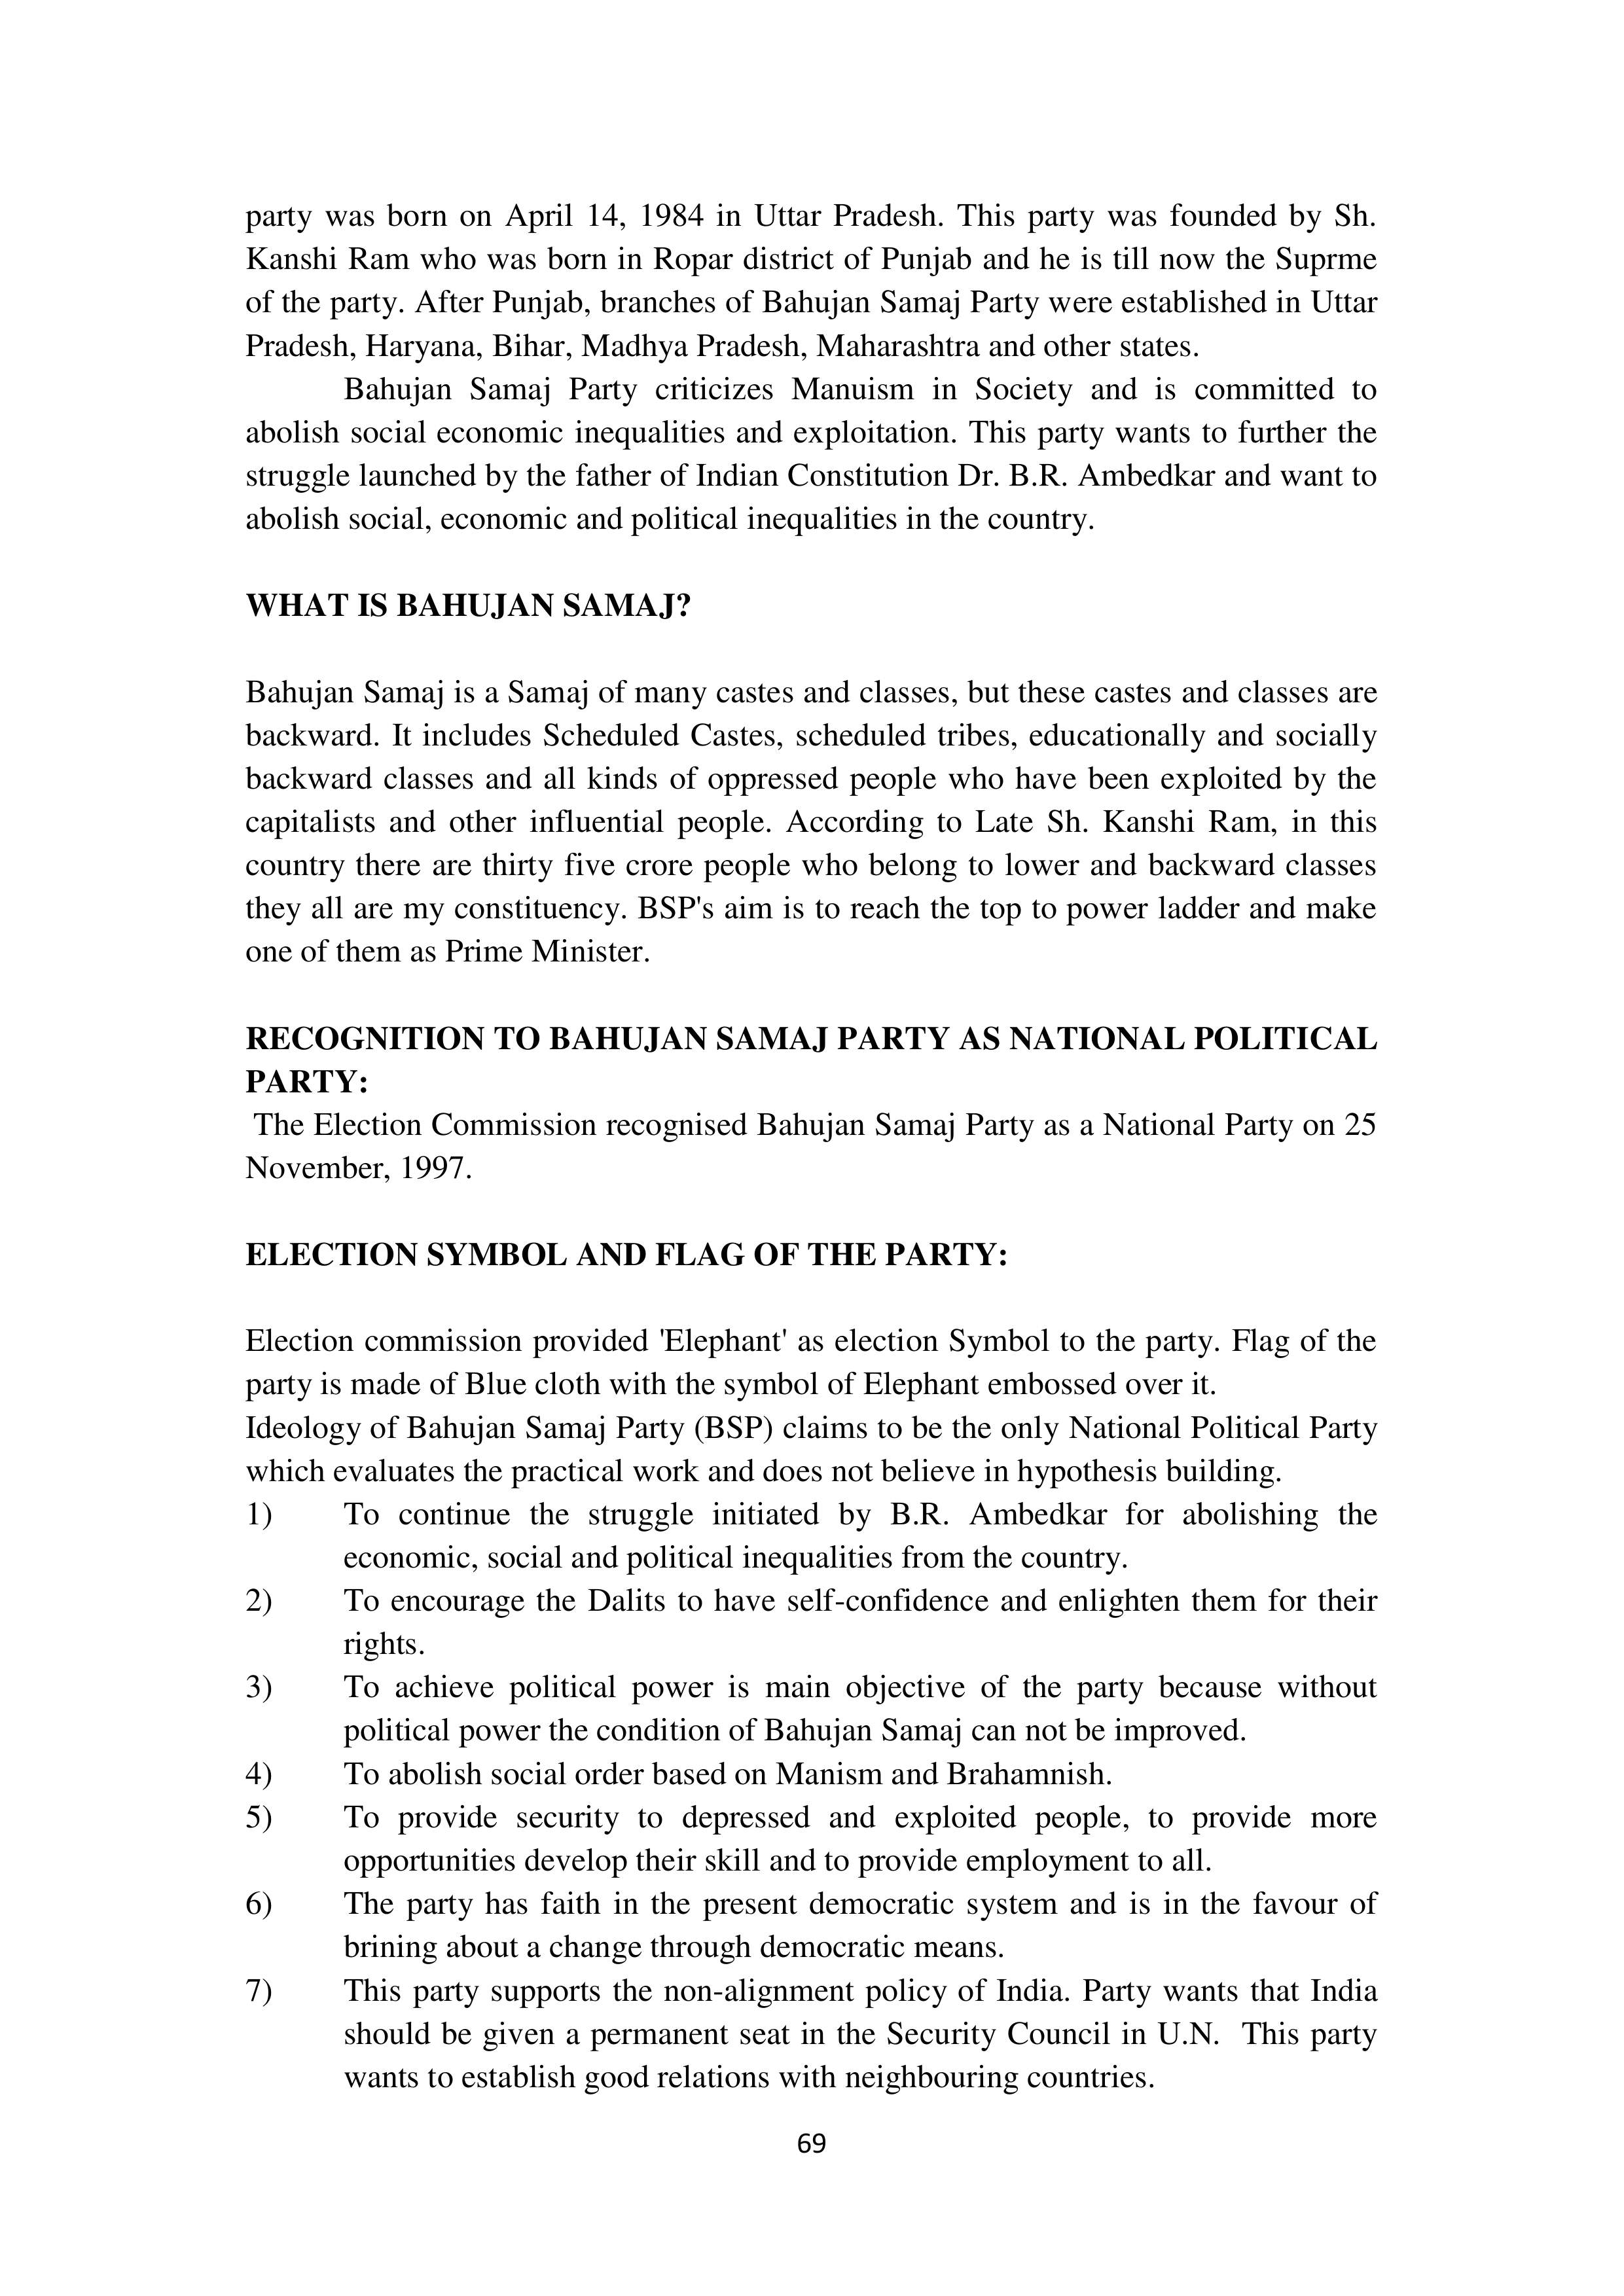 party was born on April 14, 1984 in Uttar Pradesh. This party was founded by Sh.
Kanshi Ram who was born in Ropar district of Punjab and he is till now the Suprme
of the party. After Punjab, branches of Bahujan Samaj Party were established in Uttar
Pradesh, Haryana, Bihar, Madhya Pradesh, Maharashtra and other states.
Bahujan Samaj Party criticizes Manuism in Society and is committed to
abolish social economic inequalities and exploitation. This party wants to further the
struggle launched by the father of Indian Constitution Dr. B.R. Ambedkar and want to
abolish social, economic and political inequalities in the country.
WHAT IS BAHUJAN SAMAJ?
Bahujan Samaj is a Samaj of many castes and classes, but these castes and classes are
backward. It includes Scheduled Castes, scheduled tribes, educationally and socially
backward classes and all kinds of oppressed people who have been exploited by the
capitalists and other influential people. According to Late Sh. Kanshi Ram, in this
country there are thirty five crore people who belong to lower and backward classes
they all are my constituency. BSP's aim is to reach the top to power ladder and make
one of them as Prime Minister.
RECOGNITION TO BAHUJAN SAMAJ PARTY AS NATIONAL POLITICAL
PARTY:
The Election Commission recognised Bahujan Samaj Party as a National Party on 25
November, 1997.
ELECTION SYMBOL AND FLAG OF THE PARTY:
Election commission provided 'Elephant' as election Symbol to the party. Flag of the
party is made of Blue cloth with the symbol of Elephant embossed over it.
Ideology of Bahujan Samaj Party (BSP) claims to be the only National Political Party
which evaluates the practical work and does not believe in hypothesis building.
1) To continue the struggle initiated by B.R. Ambedkar for abolishing the
economic, social and political inequalities from the country.
2) To encourage the Dalits to have self-confidence and enlighten them for their
rights.
3) To achieve political power is main objective of the party because without
political power the condition of Bahujan Samaj can not be improved.
4) To abolish social order based on Manism and Brahamnish.
5) To provide security to depressed and exploited people, to provide more
opportunities develop their skill and to provide employment to all.
6) The party has faith in the present democratic system and is in the favour of
brining about a change through democratic means.
7) This party supports the non-alignment policy of India. Party wants that India
should be given a permanent seat in the Security Council in U.N. This party
wants to establish good relations with neighbouring countries.
69